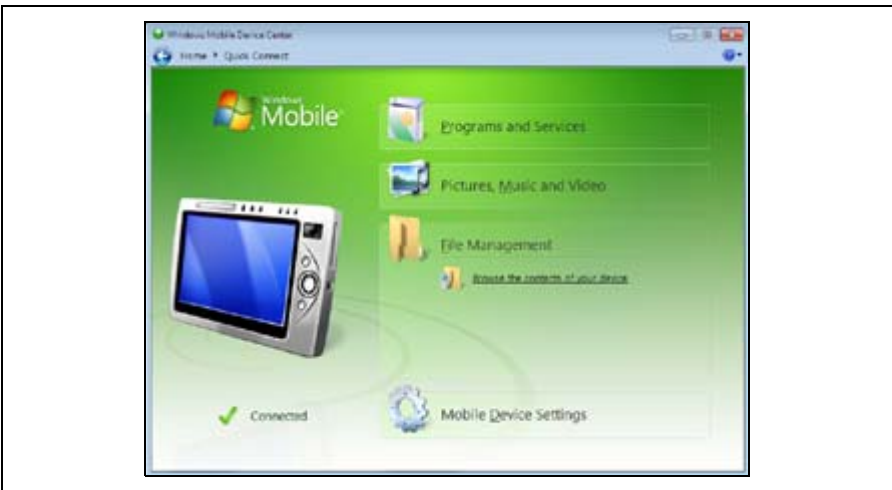 Windows Mobile Device Center
Home ▸ Quick Connect
Windows
Mobile
Programs and Services
Pictures, Music and Video
File Management
Browse the contents of your device
Connected
Mobile Device Settings